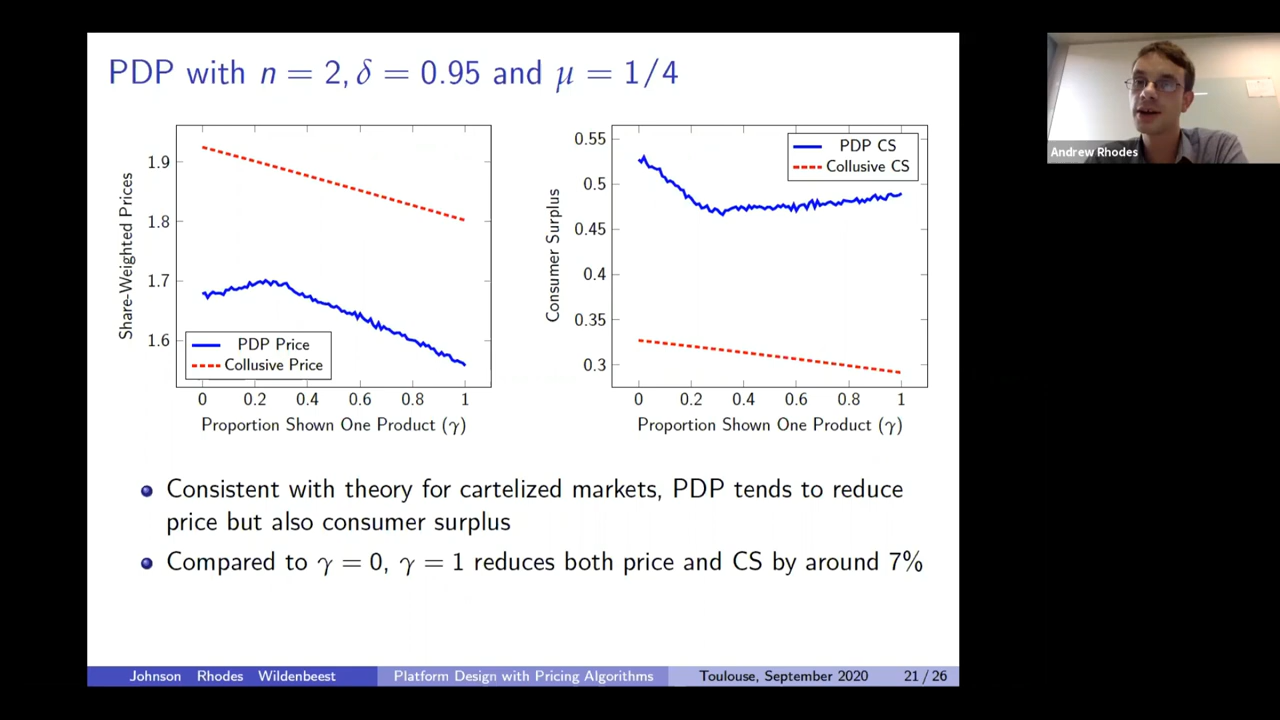 PDP with n = 2, δ = 0.95 and μ = 1/4
Share-Weighted Prices
1.9
1.8
1.7
1.6
PDP Price
Collusive Price
0 0.2 0.4 0.6 0.8 1
Proportion Shown One Product (γ)
Consumer Surplus
0.55
0.5
0.45
0.4
0.35
0.3
PDP CS
Collusive CS
0 0.2 0.4 0.6 0.8 1
Proportion Shown One Product (γ)
Consistent with theory for cartelized markets, PDP tends to reduce
price but also consumer surplus
Compared to γ = 0, γ = 1 reduces both price and CS by around 7%
Johnson Rhodes Wildenbeest Platform Design with Pricing Algorithms Toulouse, September 2020 21 / 26
Andrew Rhodes